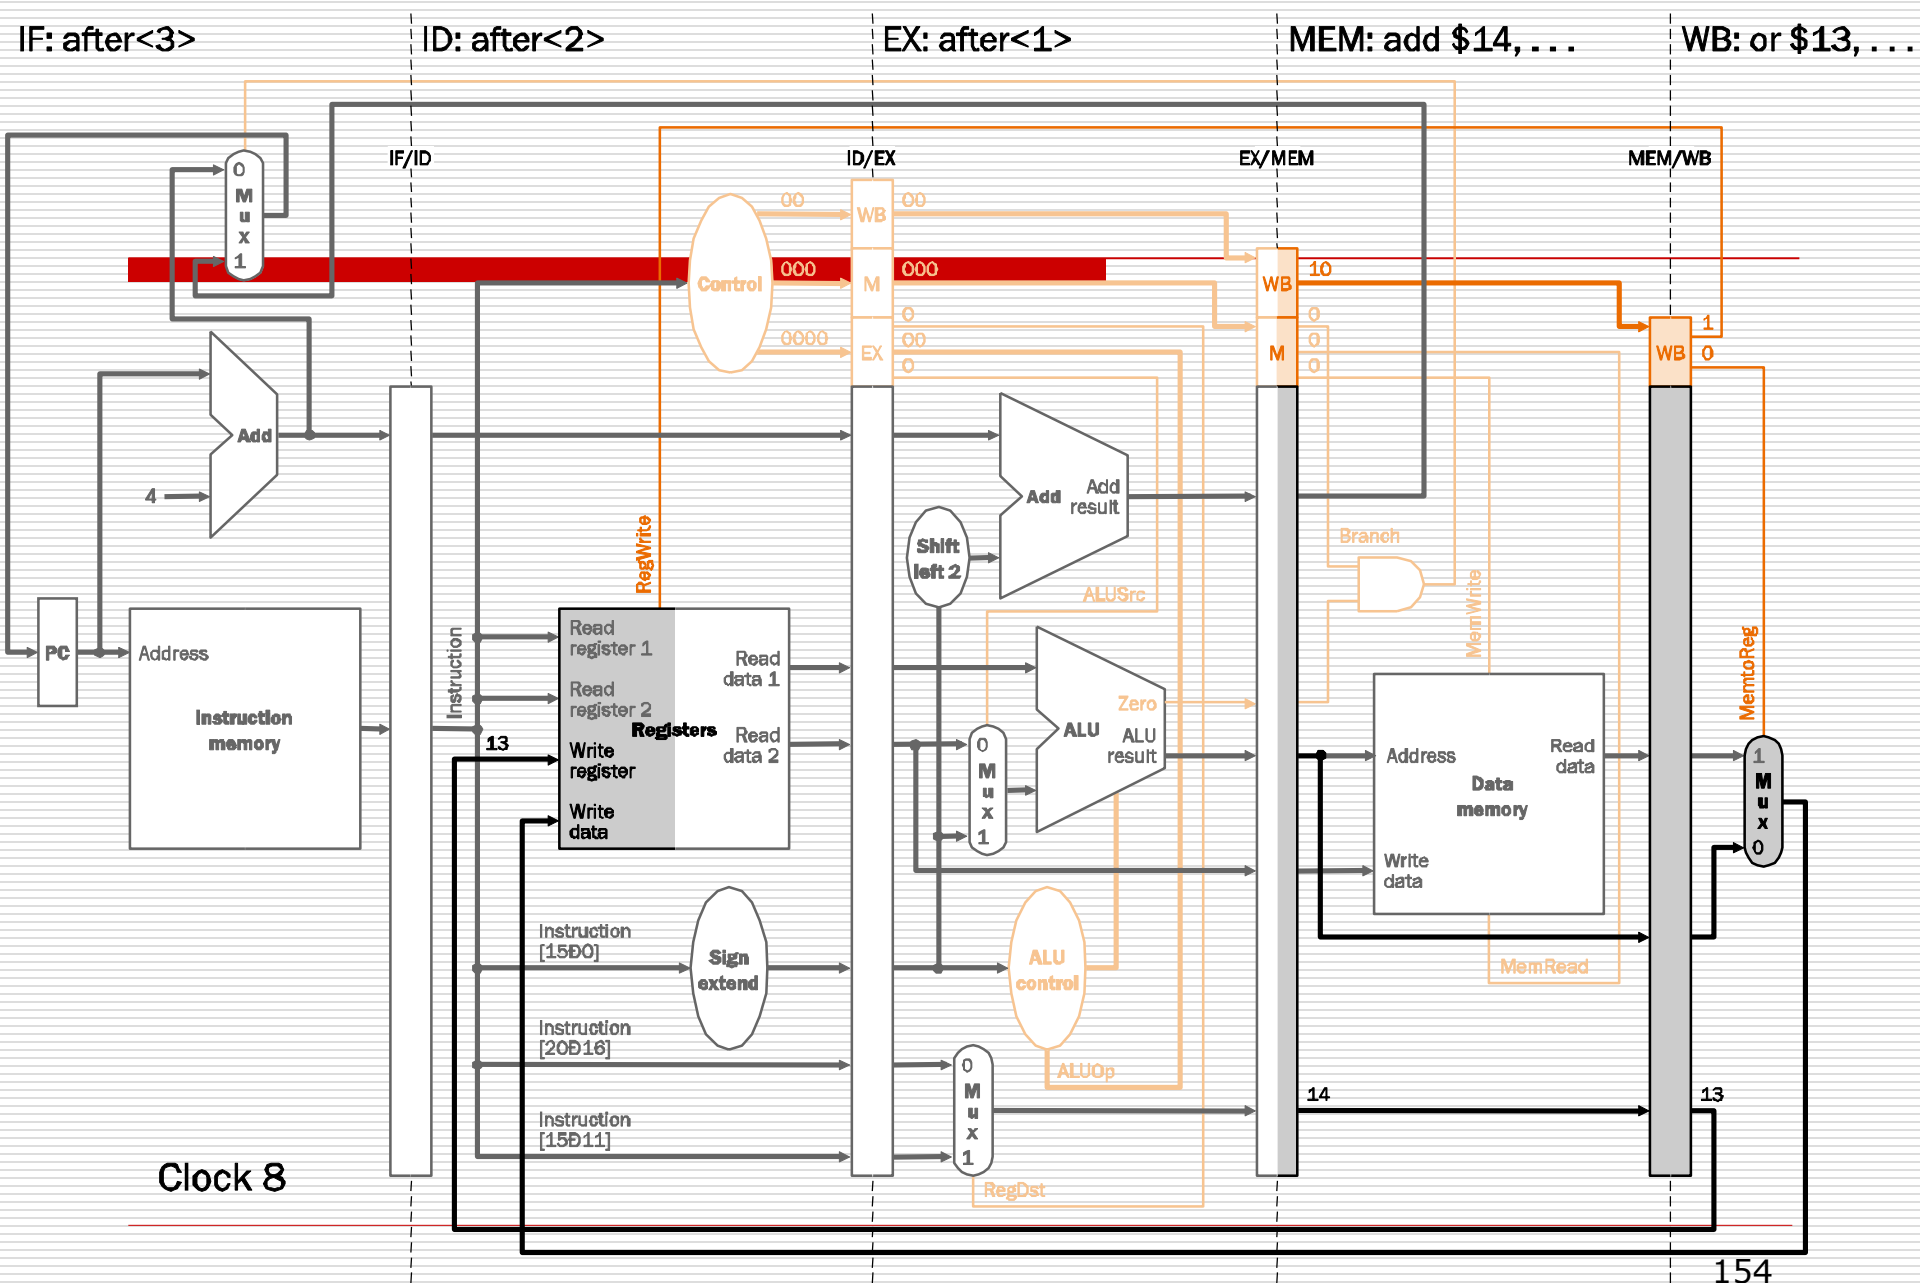 IF: after<3>
ID: after<2>
EX: after<1>
MEM: add $14, . . .
WB: or $13, . . .
IF/ID
ID/EX
EX/MEM
MEM/WB
0
M
u
x
1
Control
00
000
0000
WB
M
EX
00
000
0
00
0
WB
M
10
0
0
0
WB
1
0
Add
4
Add
Add
result
Shift
left 2
RegWrite
ALUSrc
Branch
MemWrite
MemtoReg
PC
Address
Instruction
memory
Instruction
Read
register 1
Read
register 2
Registers
13
Write
register
Write
data
Read
data 1
Read
data 2
0
M
u
x
1
Zero
ALU
ALU
result
Address
Read
data
Data
memory
Write
data
1
M
u
x
0
Instruction
[15Ð0]
Sign
extend
ALU
control
MemRead
Instruction
[20Ð16]
ALUOp
0
M
u
x
1
14
13
Instruction
[15Ð11]
RegDst
Clock 8
154